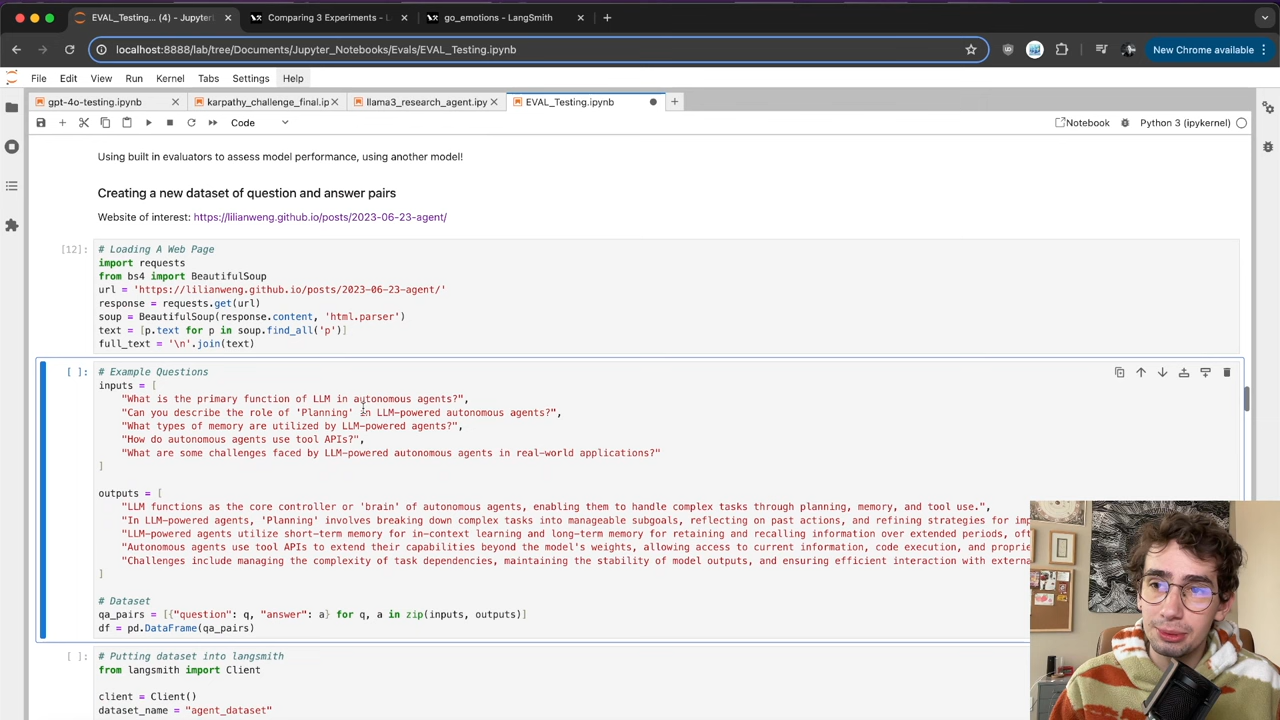 EVAL_Testing... (4) - Jupyter
Comparing 3 Experiments - L
go_emotions - LangSmith
localhost:8888/lab/tree/Documents/Jupyter_Notebooks/Evals/EVAL_Testing.ipynb
New Chrome available
File Edit View Run Kernel Tabs Settings Help
gpt-4o-testing.ipynb
karpathy_challenge_final.ip
llama3_research_agent.ipy
EVAL_Testing.ipynb
Code
Notebook
Python 3 (ipykernel)
Using built in evaluators to assess model performance, using another model!
Creating a new dataset of question and answer pairs
Website of interest: https://lilianweng.github.io/posts/2023-06-23-agent/
[12]:
# Loading A Web Page
import requests
from bs4 import BeautifulSoup
url = 'https://lilianweng.github.io/posts/2023-06-23-agent/'
response = requests.get(url)
soup = BeautifulSoup(response.content, 'html.parser')
text = [p.text for p in soup.find_all('p')]
full_text = '\n'.join(text)
[ ]:
# Example Questions
inputs = [
"What is the primary function of LLM in autonomous agents?",
"Can you describe the role of 'Planning' in LLM-powered autonomous agents?",
"What types of memory are utilized by LLM-powered agents?",
"How do autonomous agents use tool APIs?",
"What are some challenges faced by LLM-powered autonomous agents in real-world applications?"
]
outputs = [
"LLM functions as the core controller or 'brain' of autonomous agents, enabling them to handle complex tasks through planning, memory, and tool use.",
"In LLM-powered agents, 'Planning' involves breaking down complex tasks into manageable subgoals, reflecting on past actions, and refining strategies for imp
"LLM-powered agents utilize short-term memory for in-context learning and long-term memory for retaining and recalling information over extended periods, oft
"Autonomous agents use tool APIs to extend their capabilities beyond the model's weights, allowing access to current information, code execution, and proprie
"Challenges include managing the complexity of task dependencies, maintaining the stability of model outputs, and ensuring efficient interaction with externa
]
# Dataset
qa_pairs = [{"question": q, "answer": a} for q, a in zip(inputs, outputs)]
df = pd.DataFrame(qa_pairs)
[ ]:
# Putting dataset into langsmith
from langsmith import Client
client = Client()
dataset_name = "agent_dataset"